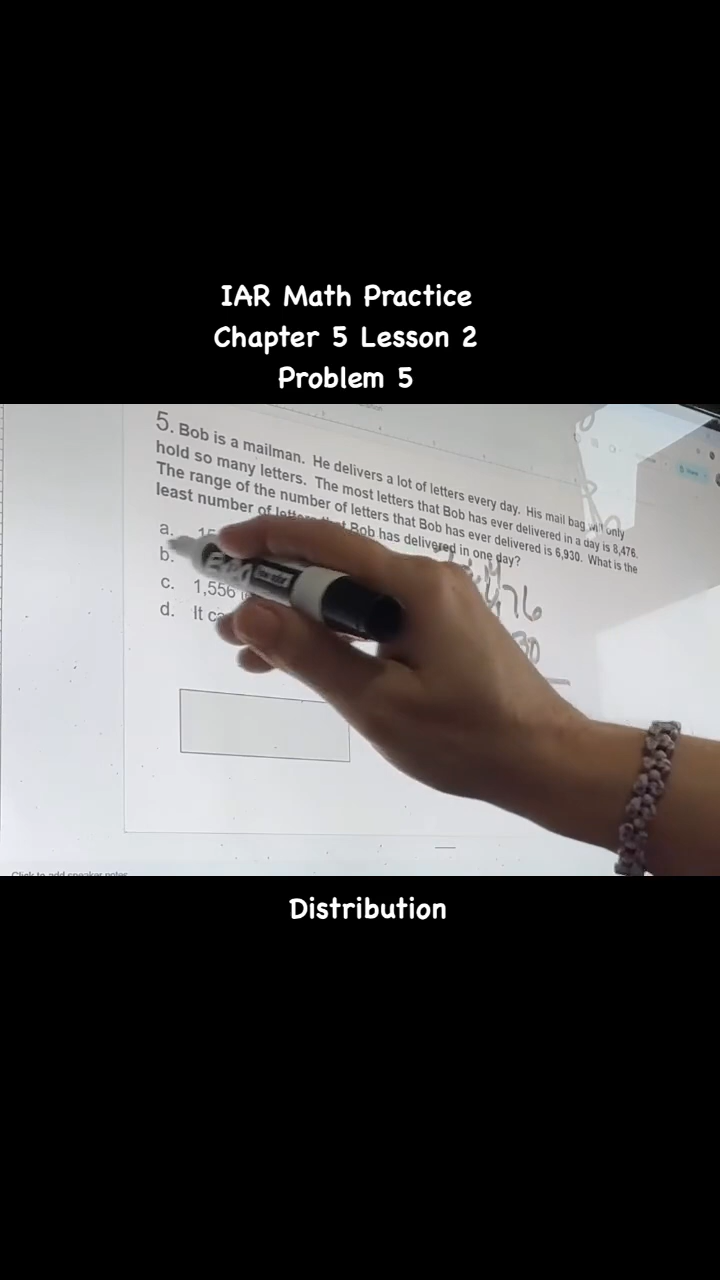 IAR Math Practice
Chapter 5 Lesson 2
Problem 5
5. Bob is a mailman. He delivers a lot of letters every day. His mail bag will only
hold so many letters. The most letters that Bob has ever delivered in a day is 8,476.
The range of the number of letters that Bob has ever delivered is 6,930. What is the
least number of Bob has delivered in one day?
a.
b.
c. 1,556
d. It
EXPO
76
30
Distribution